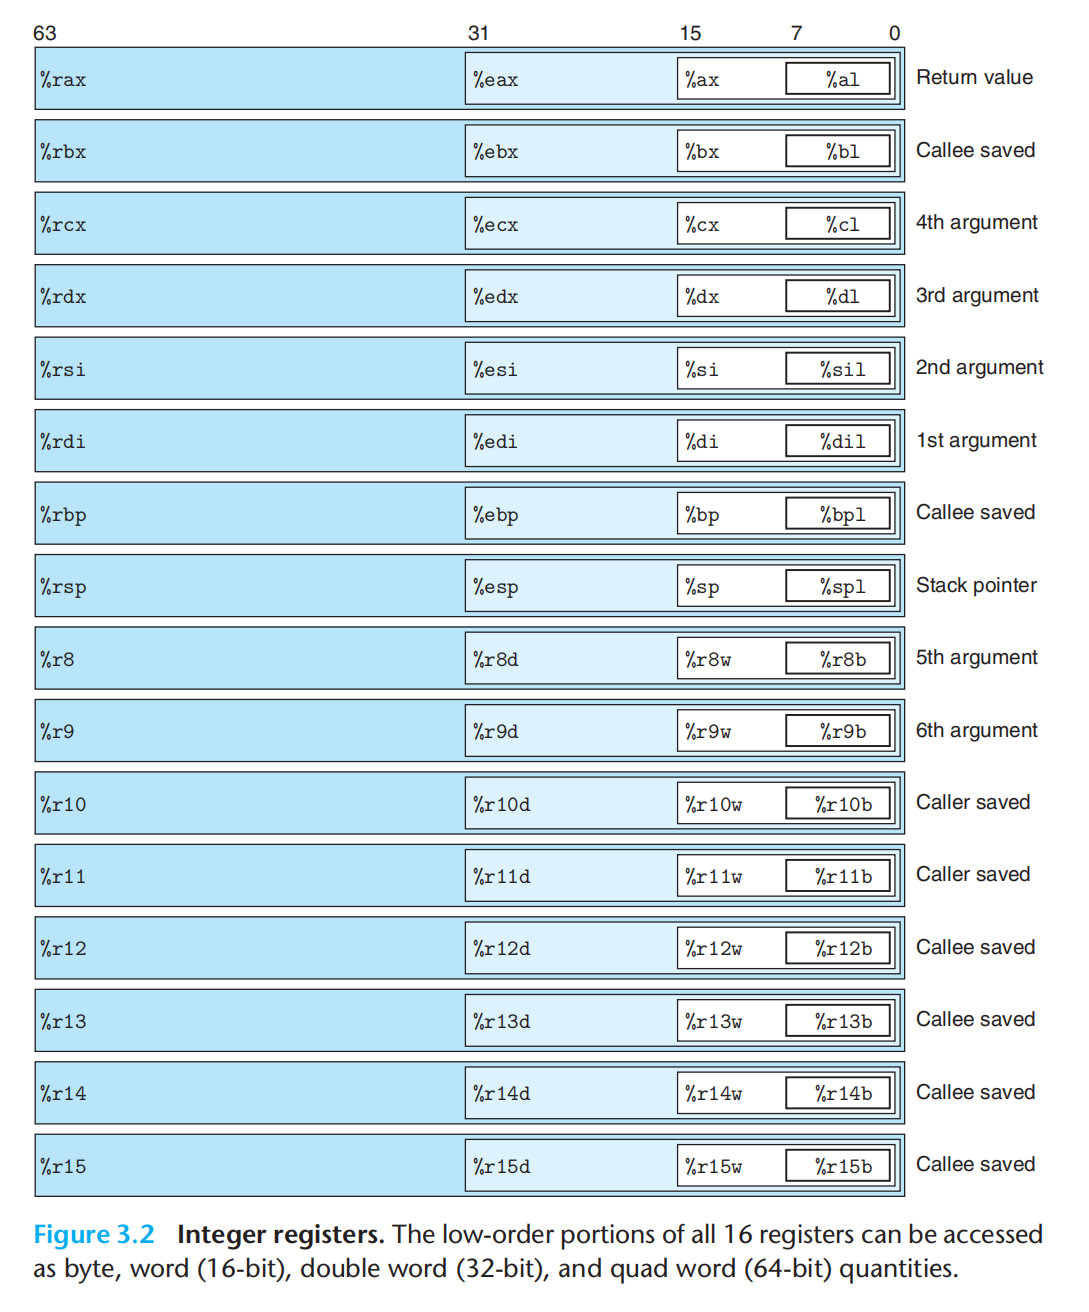 63 31 15 7 0
%rax %eax %ax %al Return value
%rbx %ebx %bx %bl Callee saved
%rcx %ecx %cx %cl 4th argument
%rdx %edx %dx %dl 3rd argument
%rsi %esi %si %sil 2nd argument
%rdi %edi %di %dil 1st argument
%rbp %ebp %bp %bpl Callee saved
%rsp %esp %sp %spl Stack pointer
%r8 %r8d %r8w %r8b 5th argument
%r9 %r9d %r9w %r9b 6th argument
%r10 %r10d %r10w %r10b Caller saved
%r11 %r11d %r11w %r11b Caller saved
%r12 %r12d %r12w %r12b Callee saved
%r13 %r13d %r13w %r13b Callee saved
%r14 %r14d %r14w %r14b Callee saved
%r15 %r15d %r15w %r15b Callee saved
Figure 3.2 Integer registers. The low-order portions of all 16 registers can be accessed
as byte, word (16-bit), double word (32-bit), and quad word (64-bit) quantities.